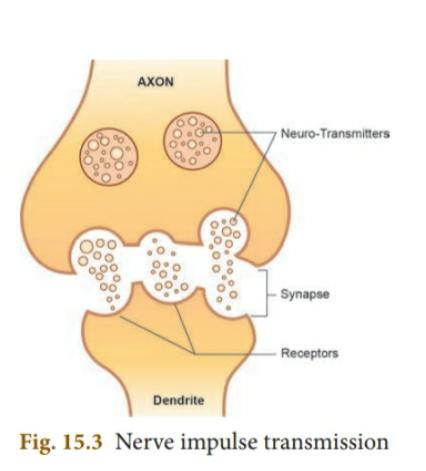 AXON
Neuro-Transmitters
Synapse
Receptors
Dendrite
Fig. 15.3 Nerve impulse transmission